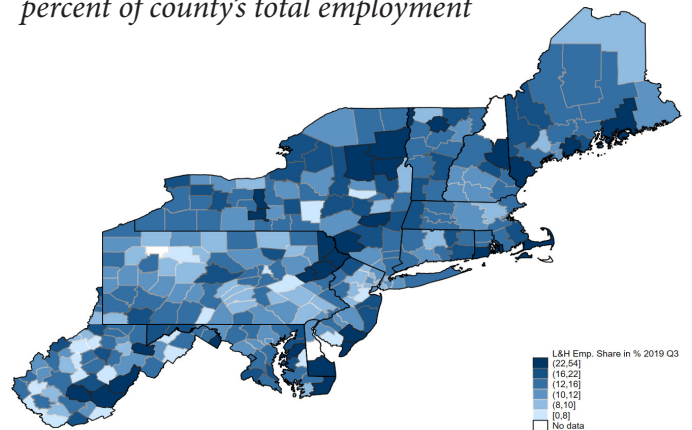 percent of county's total employment
L&H Emp. Share in % 2019 Q3
(22,54]
(16,22]
(12,16]
(10,12]
(8,10]
[0,8]
No data